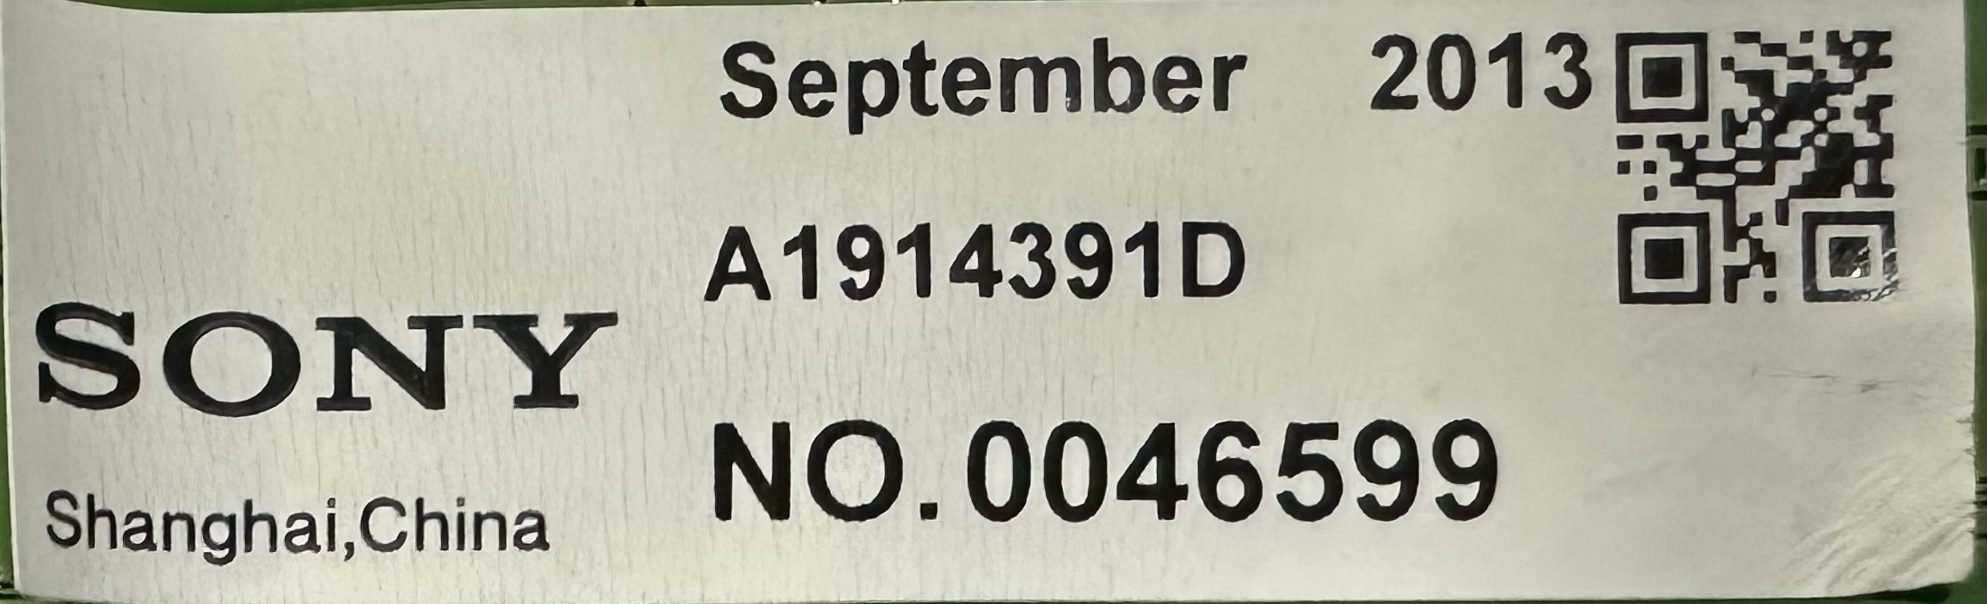 September 2013
A1914391D
SONY
NO.0046599
Shanghai,China